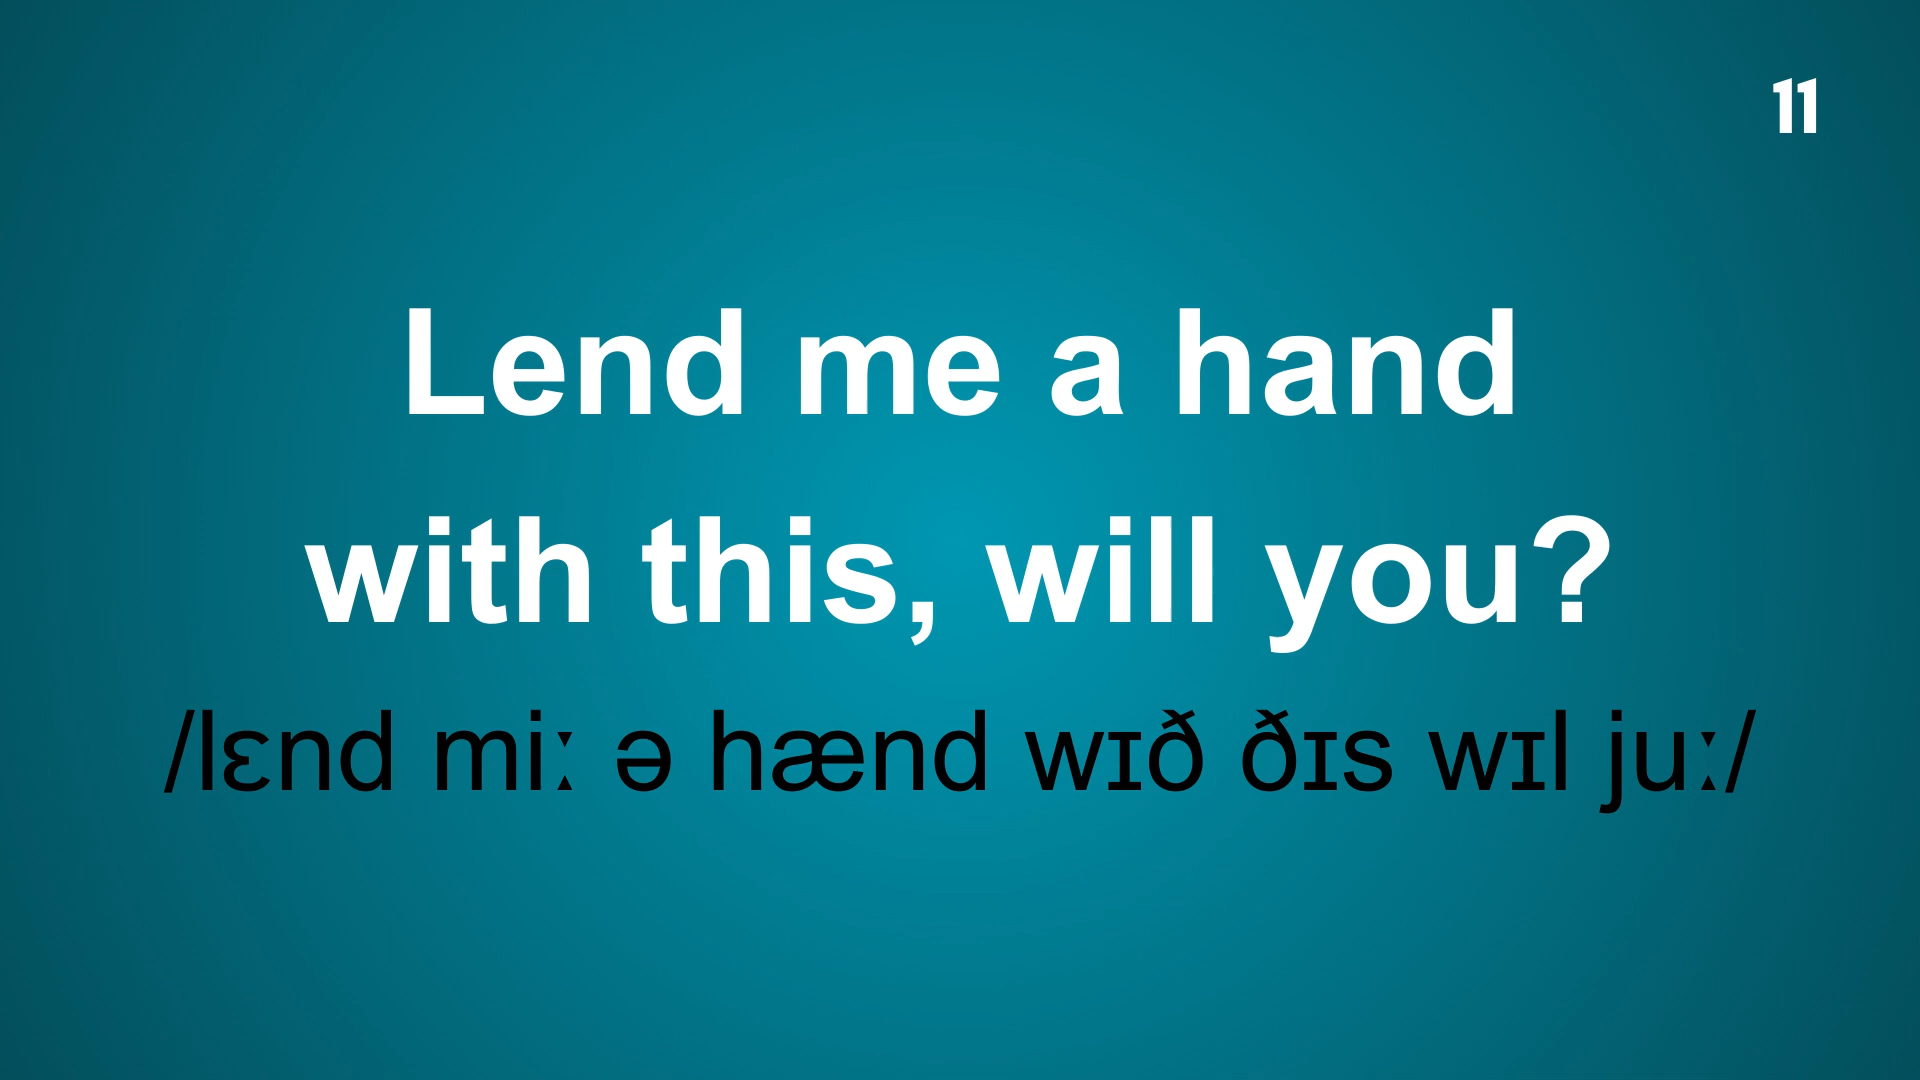 11
Lend me a hand
with this, will you?
/lɛnd miː ə hænd wɪð ðɪs wɪl juː/